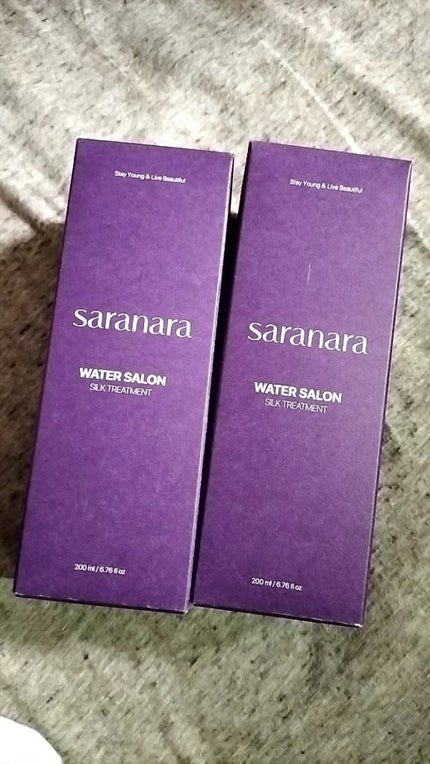 Stay Young & Live Beautiful
saranara
WATER SALON
SILK TREATMENT
200 ml / 6.76 fl oz
Stay Young & Live Beautiful
saranara
WATER SALON
SILK TREATMENT
200 ml / 6.76 fl oz